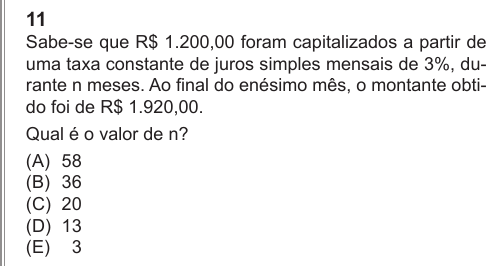 11
Sabe-se que R$ 1.200,00 foram capitalizados a partir de
uma taxa constante de juros simples mensais de 3%, du-
rante n meses. Ao final do enésimo mês, o montante obti-
do foi de R$ 1.920,00.
Qual é o valor de n?
(A) 58
(B) 36
(C) 20
(D) 13
(E) 3